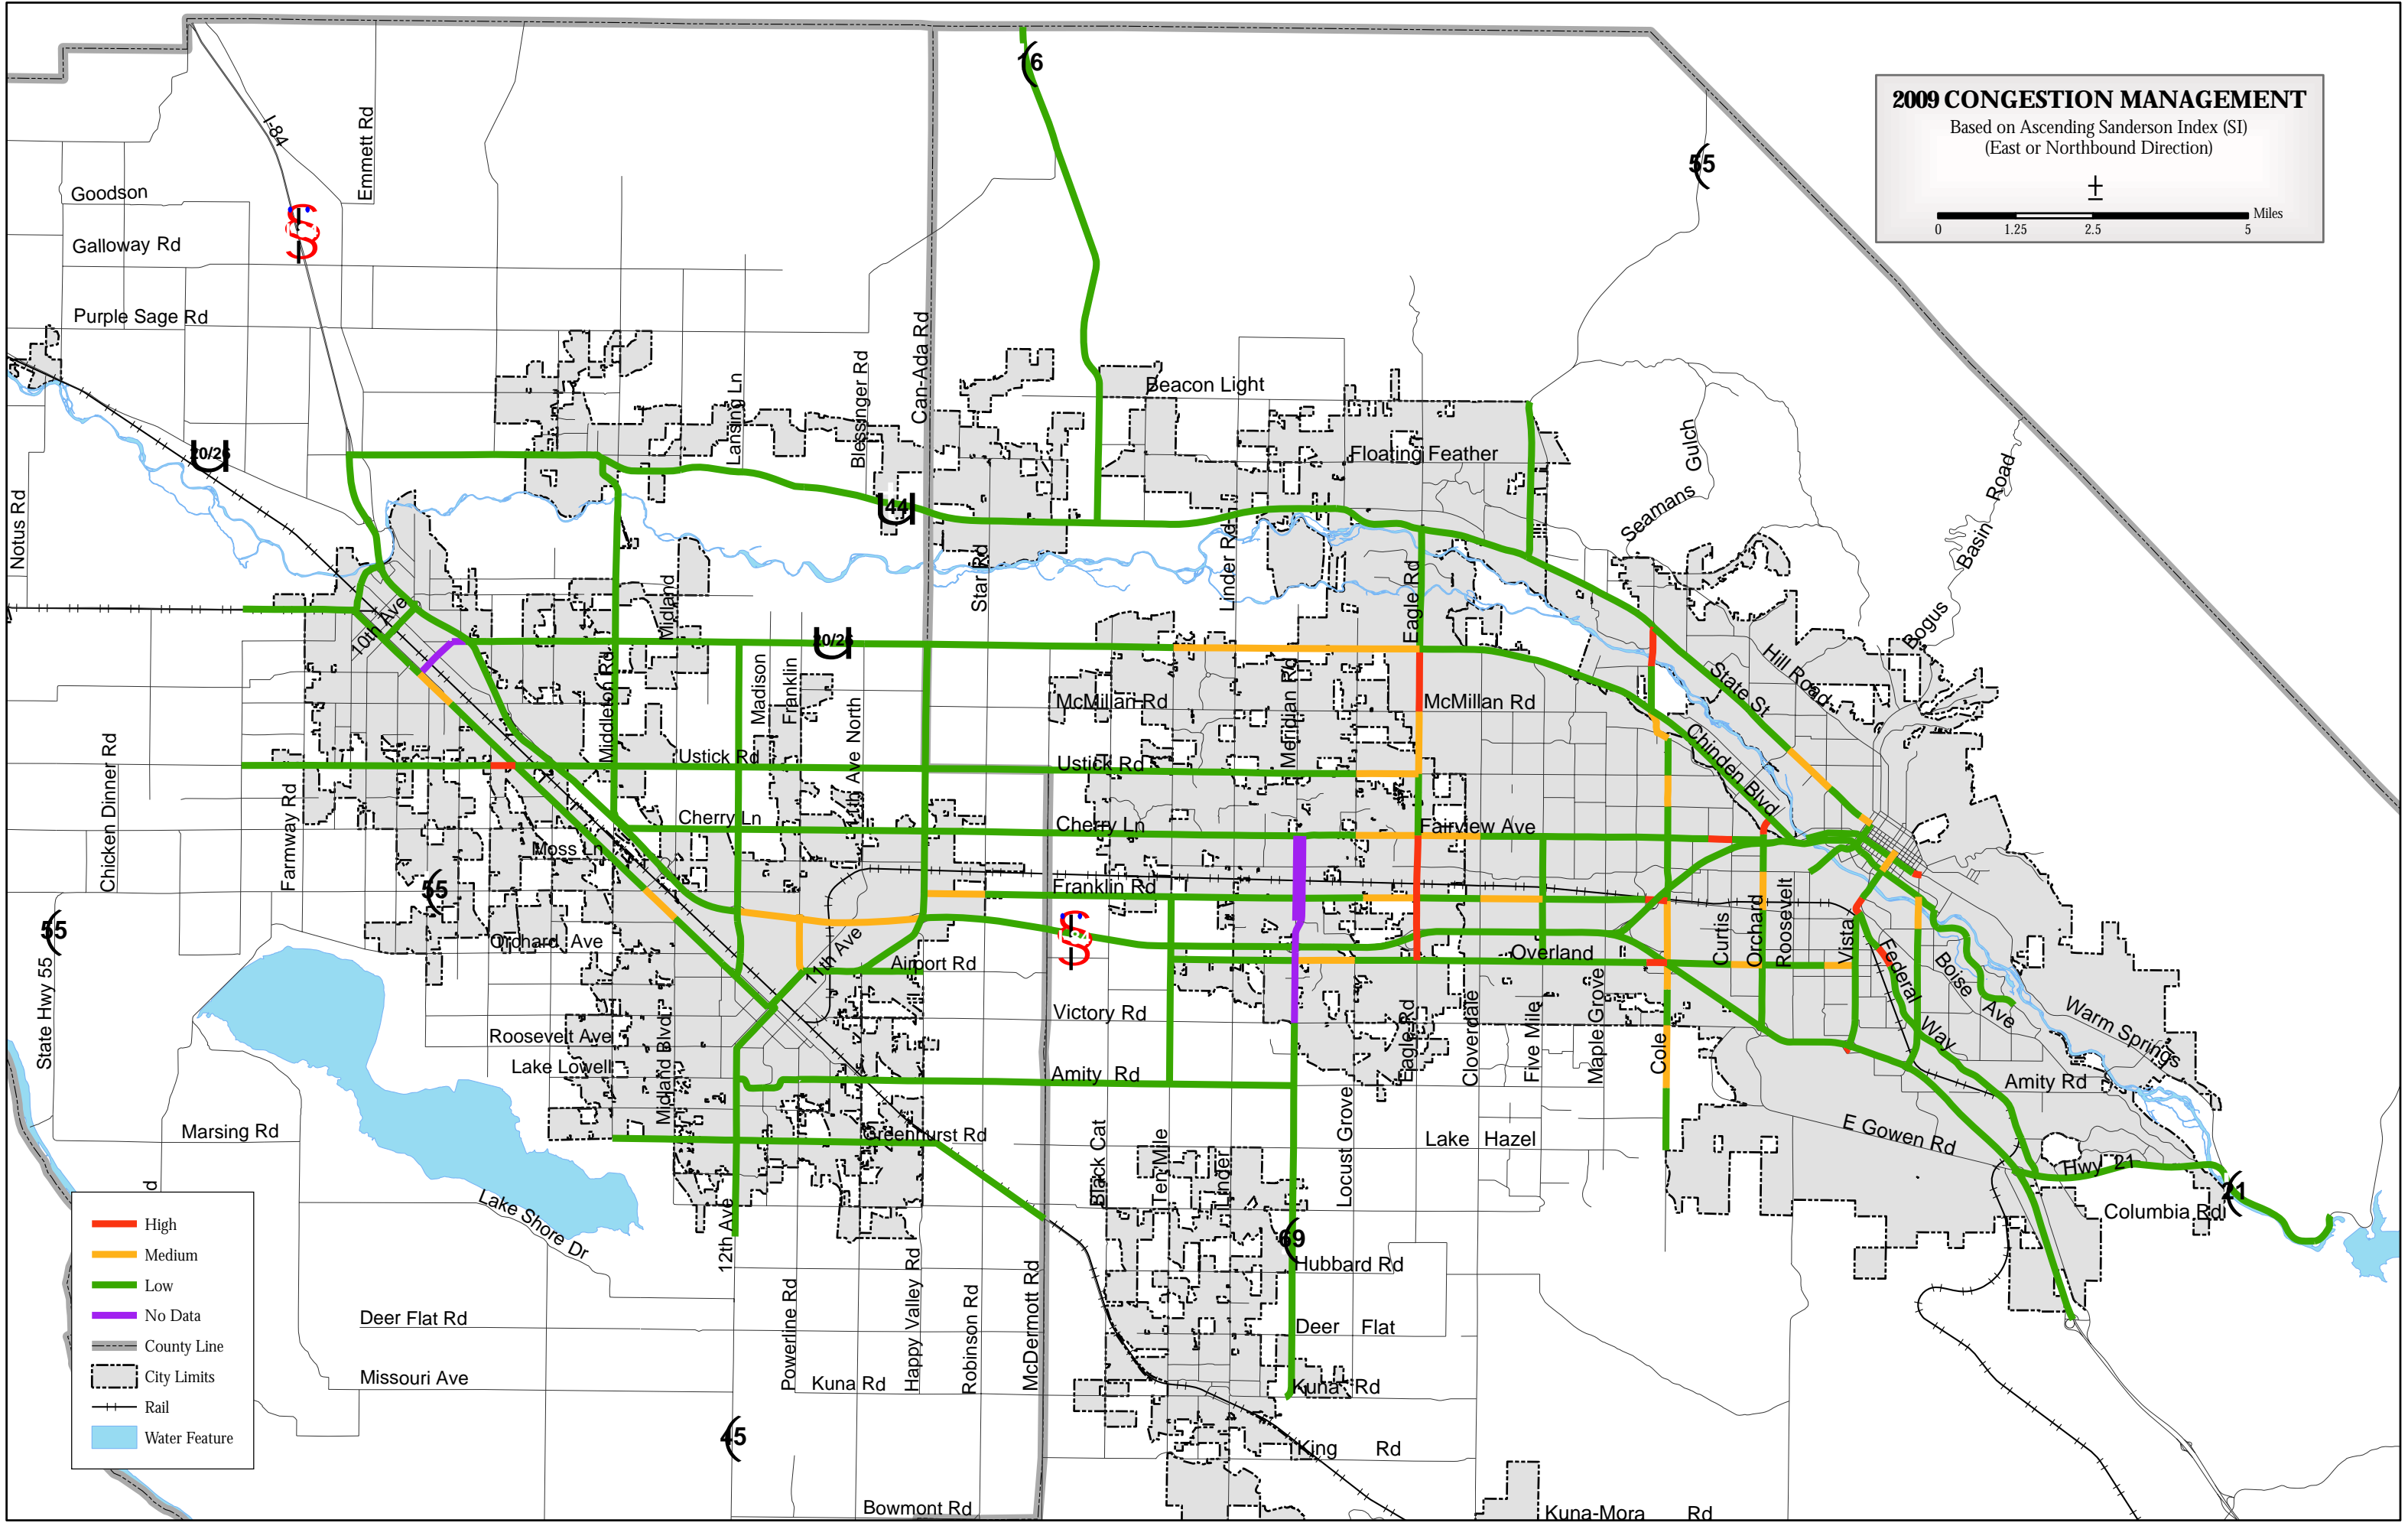 2009 CONGESTION MANAGEMENT
Based on Ascending Sanderson Index (SI)
(East or Northbound Direction)
±
Miles
0 1.25 2.5 5
16
55
I-84
Emmett Rd
Goodson
Galloway Rd
Purple Sage Rd
Can-Ada Rd
Blessinger Rd
Lansing Ln
Beacon Light
Floating Feather
Seamans Gulch
Bogus Basin Road
20/26
44
Notus Rd
10th Ave
Midland
Star Rd
Linder Rd
Eagle Rd
20/26
Middleton Rd
Madison
Franklin
11th Ave North
McMillan Rd
Meridian Rd
McMillan Rd
State St
Hill Road
Chinden Blvd
Chicken Dinner Rd
Farmway Rd
Ustick Rd
Ustick Rd
Cherry Ln
Cherry Ln
Fairview Ave
Moss Ln
55
55
Franklin Rd
Orchard Ave
11th Ave
Airport Rd
Overland
Curtis
Orchard
Roosevelt
Vista
Federal Way
Boise Ave
Warm Springs
State Hwy 55
Roosevelt Ave
Lake Lowell
Midland Blvd
Victory Rd
Amity Rd
Eagle Rd
Cloverdale
Five Mile
Maple Grove
Cole
Amity Rd
Marsing Rd
Greenhurst Rd
Lake Hazel
E Gowen Rd
Hwy 21
21
Columbia Rd
Lake Shore Dr
12th Ave
Black Cat
Ten Mile
Linder
Locust Grove
69
Hubbard Rd
Deer Flat Rd
Powerline Rd
Happy Valley Rd
Robinson Rd
McDermott Rd
Deer Flat
Missouri Ave
Kuna Rd
Kuna Rd
45
King Rd
Bowmont Rd
Kuna-Mora Rd
d
High
Medium
Low
No Data
County Line
City Limits
Rail
Water Feature